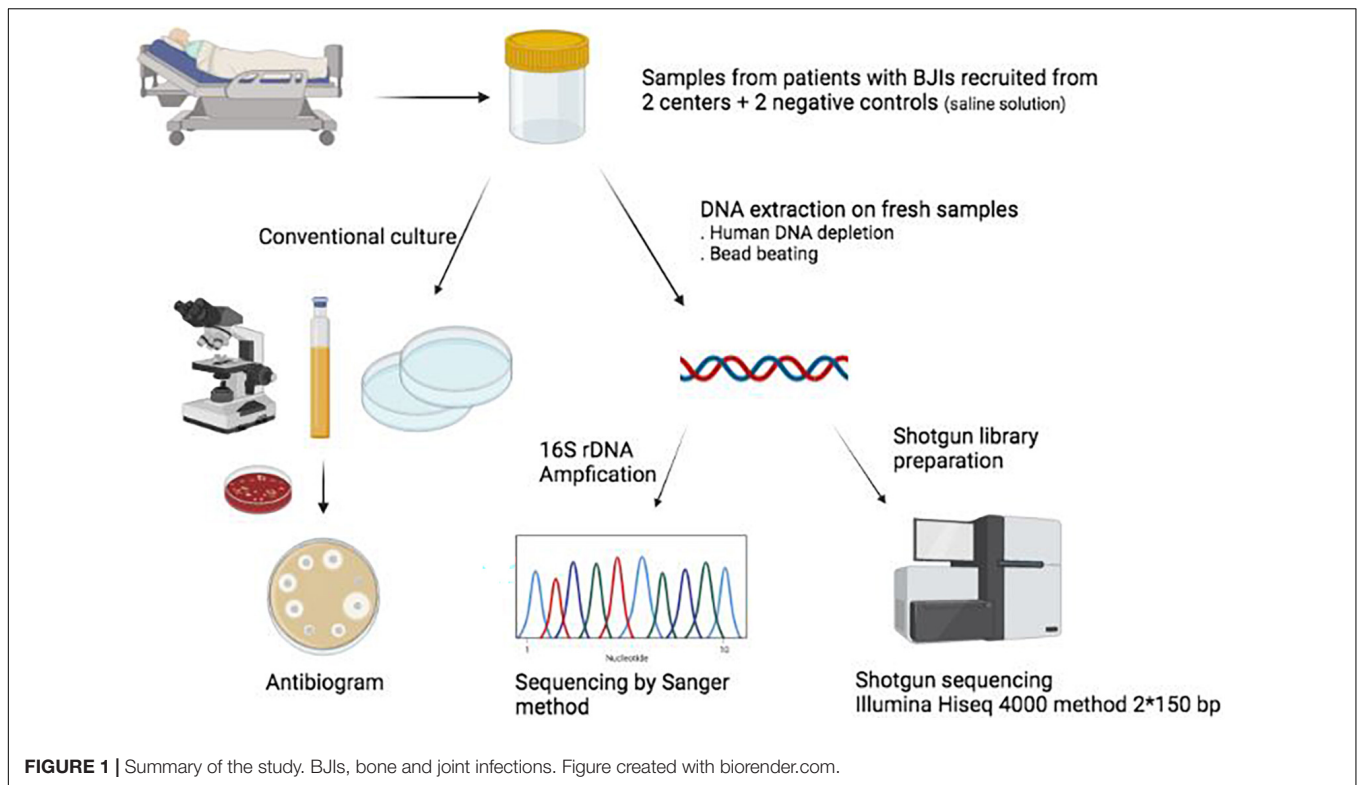 Samples from patients with BJIs recruited from
2 centers + 2 negative controls (saline solution)
DNA extraction on fresh samples
. Human DNA depletion
. Bead beating
Conventional culture
16S rDNA
Ampfication
Shotgun library
preparation
1
10
Nucleotide
Antibiogram
Sequencing by Sanger
method
Shotgun sequencing
Illumina Hiseq 4000 method 2*150 bp
FIGURE 1 | Summary of the study. BJIs, bone and joint infections. Figure created with biorender.com.